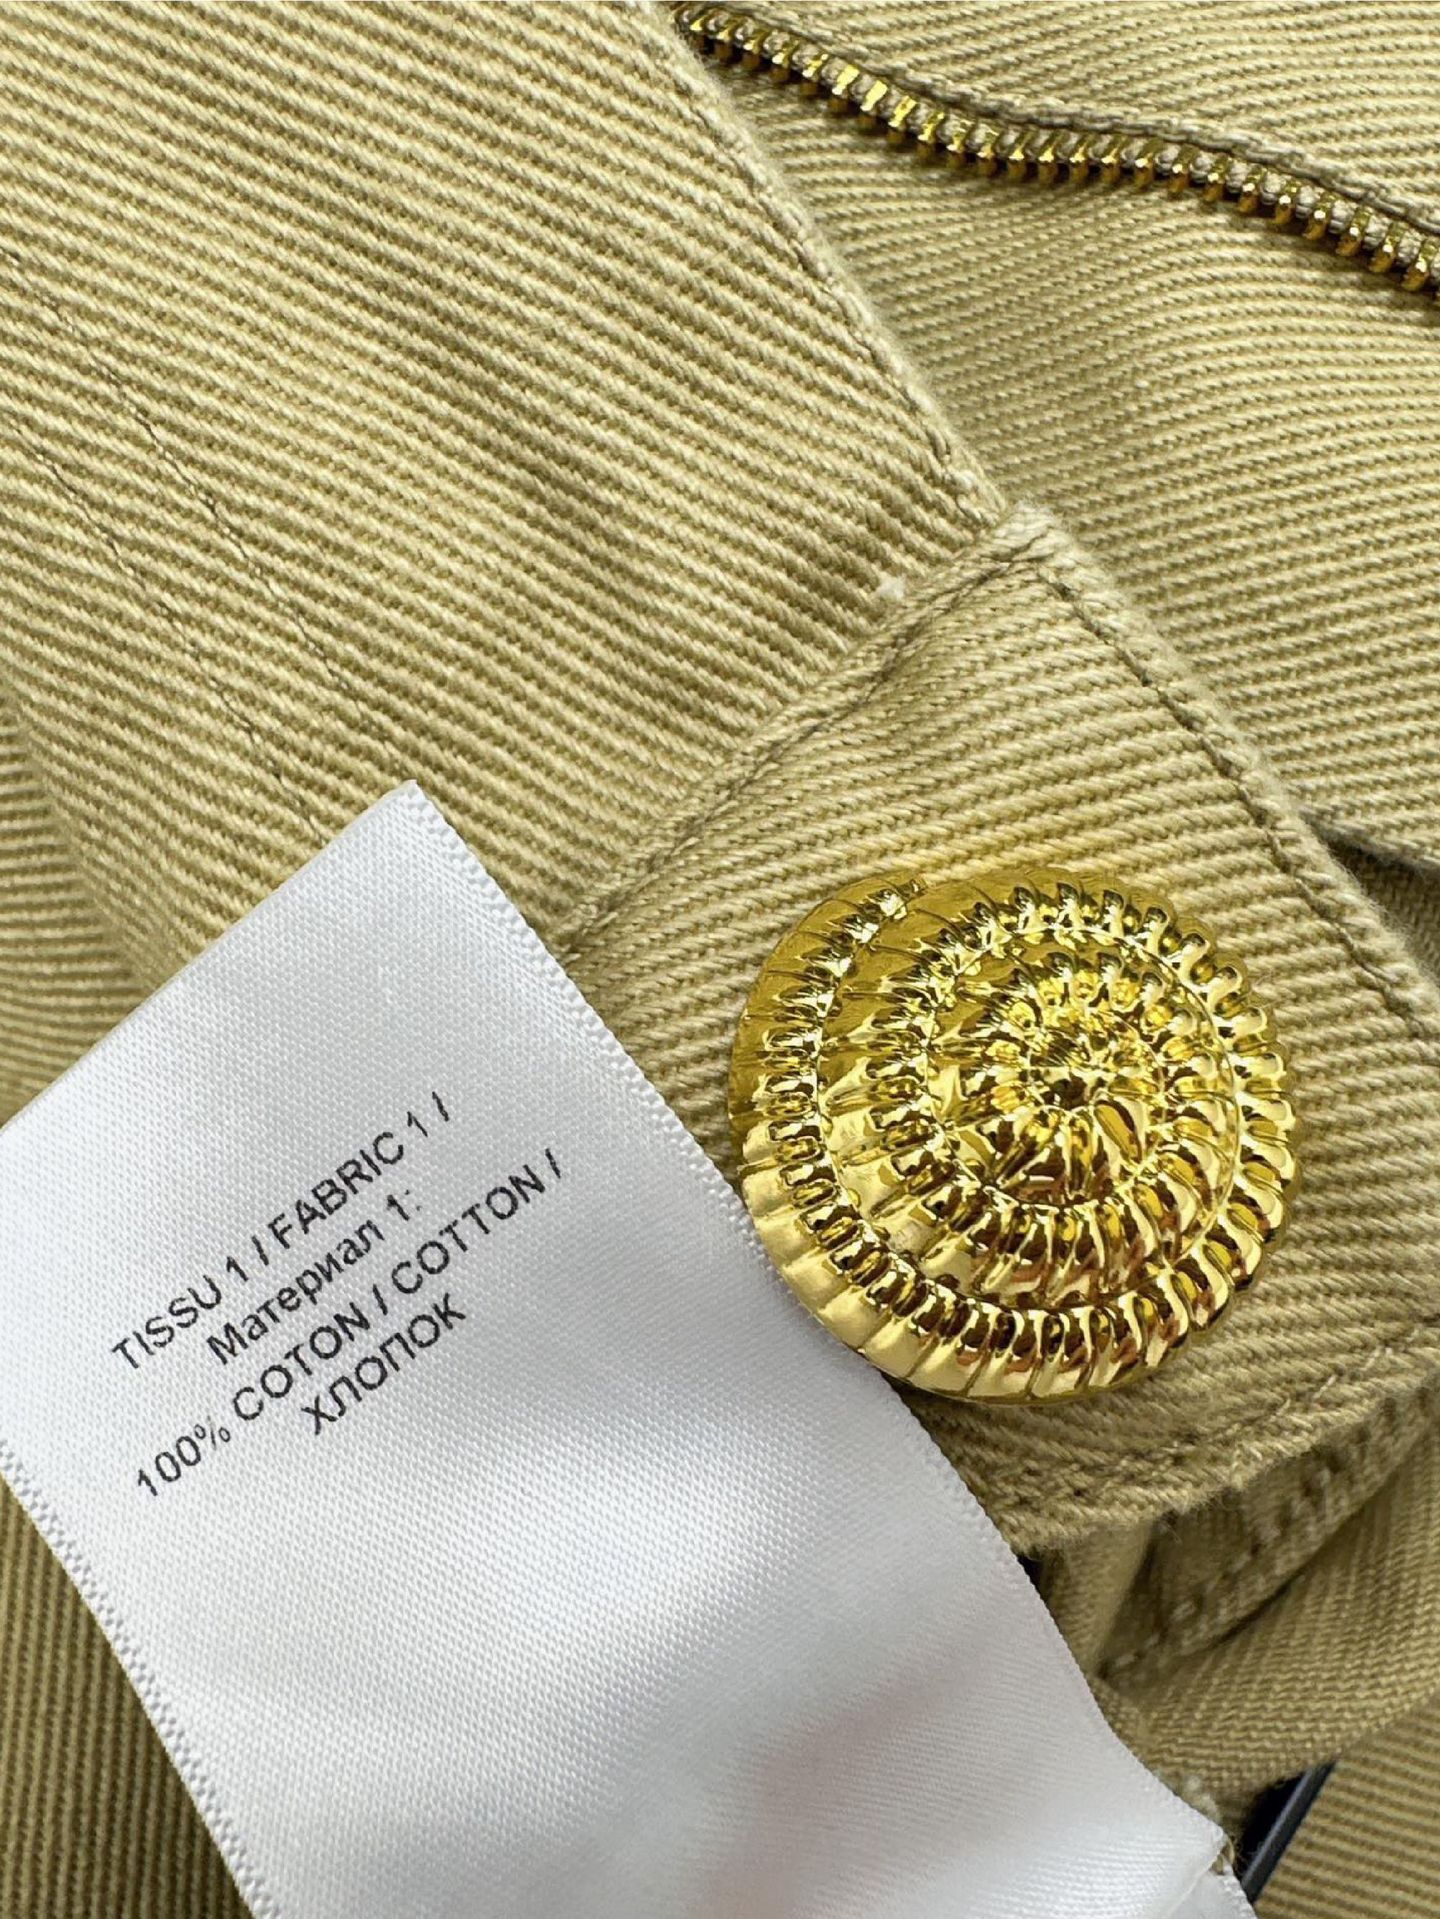 TISSU 1 / FABRIC 1 /
Материал 1:
100% COTON / COTTON /
ХЛОПОК